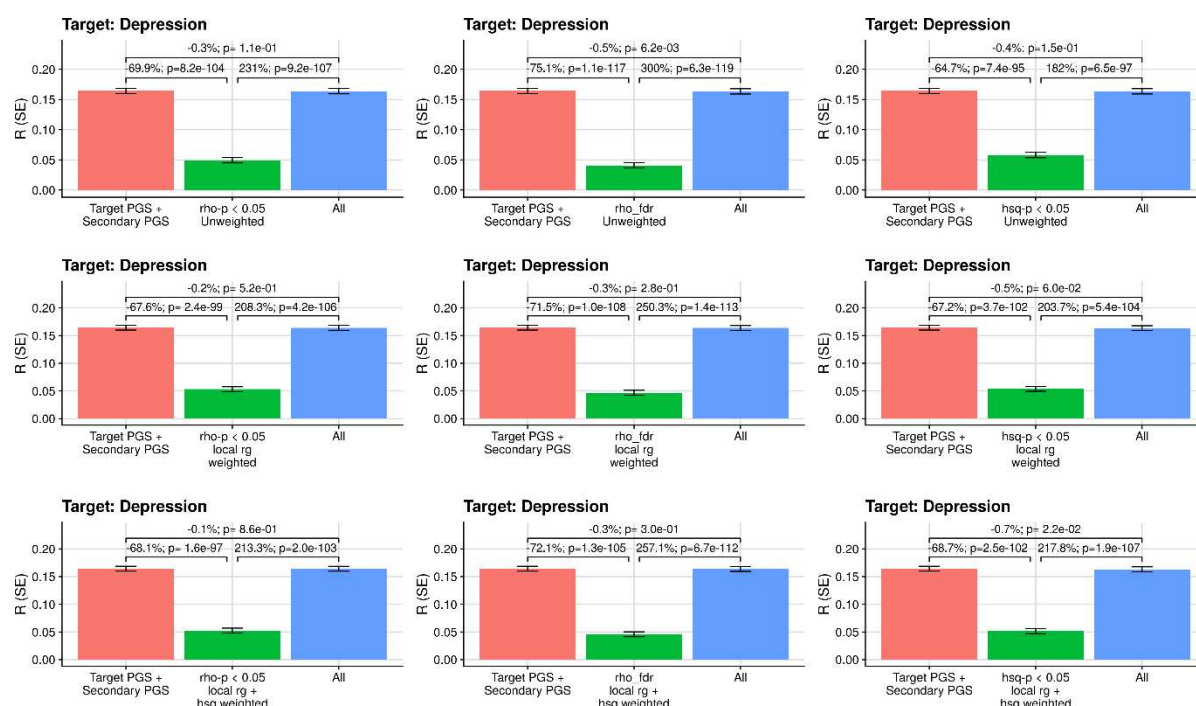 Target: Depression
-0.3%; p= 1.1e-01
-69.9%; p=8.2e-104
231%; p=9.2e-107
R (SE)
0.20
0.15
0.10
0.05
0.00
Target PGS +
Secondary PGS
rho-p < 0.05
Unweighted
All
Target: Depression
-0.5%; p= 6.2e-03
-75.1%; p=1.1e-117
300%; p=6.3e-119
R (SE)
0.20
0.15
0.10
0.05
0.00
Target PGS +
Secondary PGS
rho_fdr
Unweighted
All
Target: Depression
-0.4%; p= 1.5e-01
-64.7%; p=7.4e-95
182%; p=6.5e-97
R (SE)
0.20
0.15
0.10
0.05
0.00
Target PGS +
Secondary PGS
hsq-p < 0.05
Unweighted
All
Target: Depression
-0.2%; p= 5.2e-01
-67.6%; p= 2.4e-99
208.3%; p=4.2e-106
R (SE)
0.20
0.15
0.10
0.05
0.00
Target PGS +
Secondary PGS
rho-p < 0.05
local rg
weighted
All
Target: Depression
-0.3%; p= 2.8e-01
-71.5%; p=1.0e-108
250.3%; p=1.4e-113
R (SE)
0.20
0.15
0.10
0.05
0.00
Target PGS +
Secondary PGS
rho_fdr
local rg
weighted
All
Target: Depression
-0.5%; p= 6.0e-02
-67.2%; p=3.7e-102
203.7%; p=5.4e-104
R (SE)
0.20
0.15
0.10
0.05
0.00
Target PGS +
Secondary PGS
hsq-p < 0.05
local rg
weighted
All
Target: Depression
-0.1%; p= 8.6e-01
-68.1%; p= 1.6e-97
213.3%; p=2.0e-103
R (SE)
0.20
0.15
0.10
0.05
0.00
Target PGS +
Secondary PGS
rho-p < 0.05
local rg +
hsq weighted
All
Target: Depression
-0.3%; p= 3.0e-01
-72.1%; p=1.3e-105
257.1%; p=6.7e-112
R (SE)
0.20
0.15
0.10
0.05
0.00
Target PGS +
Secondary PGS
rho_fdr
local rg +
hsq weighted
All
Target: Depression
-0.7%; p= 2.2e-02
-68.7%; p=2.5e-102
217.8%; p=1.9e-107
R (SE)
0.20
0.15
0.10
0.05
0.00
Target PGS +
Secondary PGS
hsq-p < 0.05
local rg +
hsq weighted
All